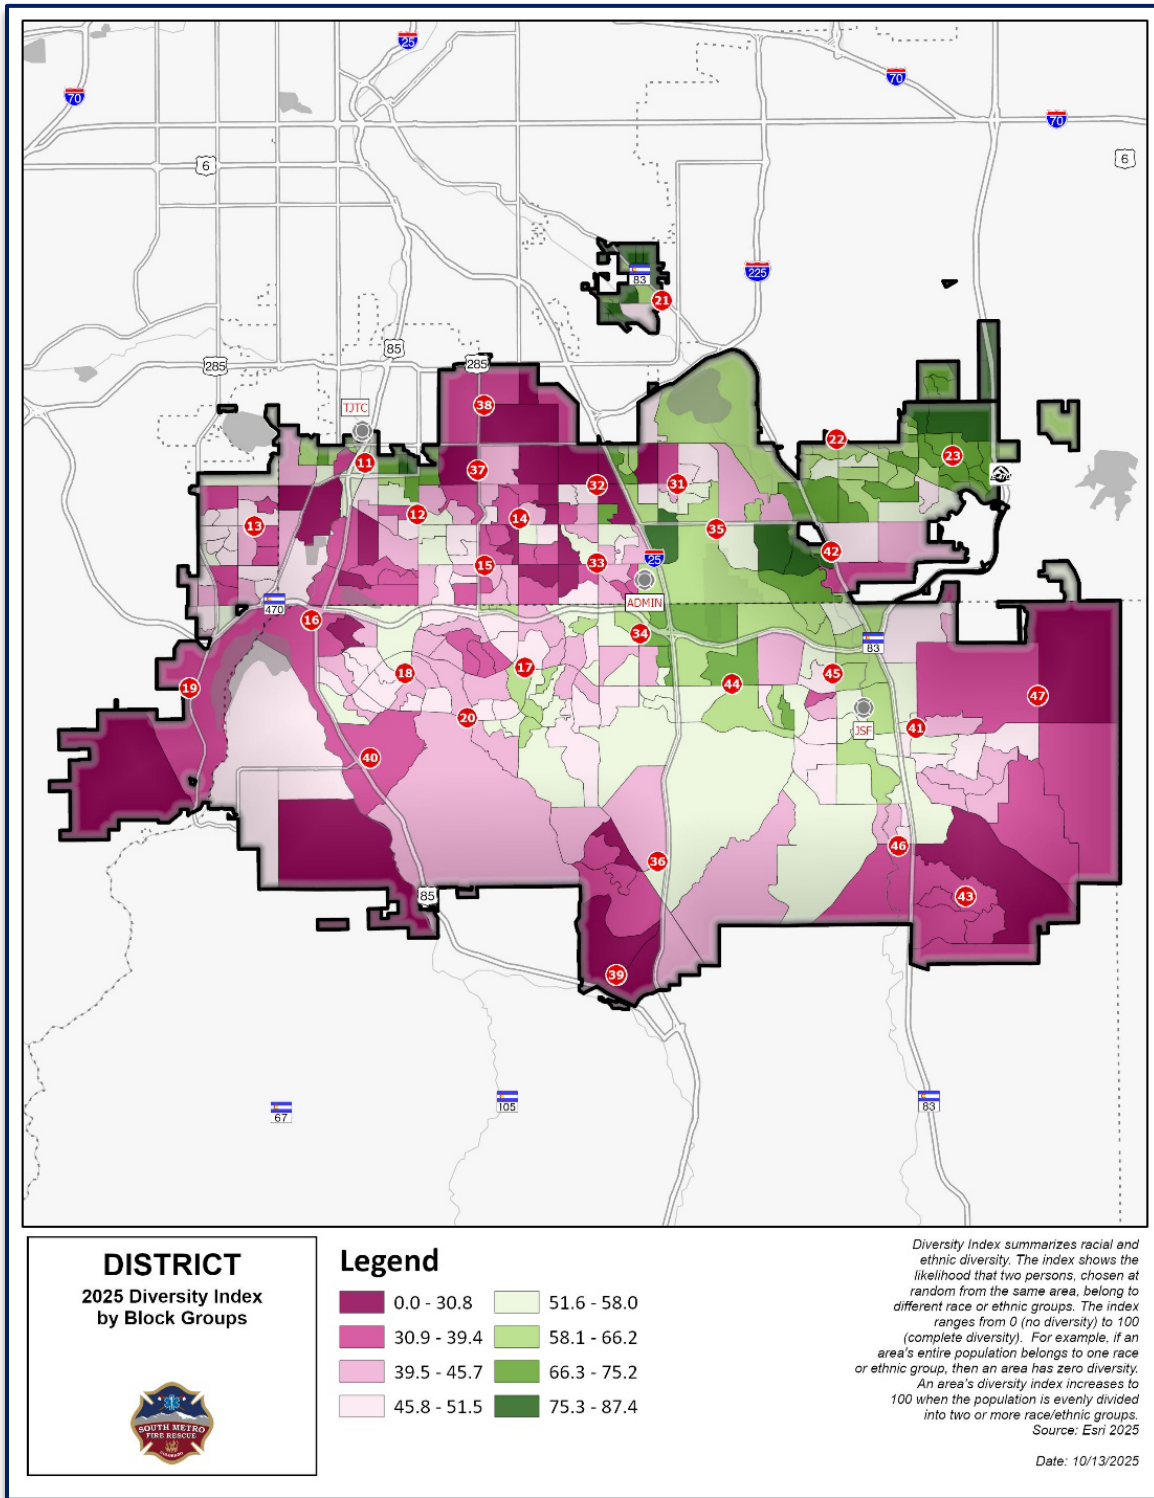 25
70
70
70
6
6
83
21
225
85
285
285
38
TJTC
22
11
37
23
E-470
32
31
12
14
13
35
42
25
15
33
ADMIN
470
16
34
83
17
18
45
44
19
47
JSF
20
41
40
46
36
43
85
39
67
105
83
DISTRICT
2025 Diversity Index
by Block Groups
SOUTH METRO
FIRE RESCUE
COLORADO
Legend
0.0 - 30.8
30.9 - 39.4
39.5 - 45.7
45.8 - 51.5
51.6 - 58.0
58.1 - 66.2
66.3 - 75.2
75.3 - 87.4
Diversity Index summarizes racial and
ethnic diversity. The index shows the
likelihood that two persons, chosen at
random from the same area, belong to
different race or ethnic groups. The index
ranges from 0 (no diversity) to 100
(complete diversity). For example, if an
area's entire population belongs to one race
or ethnic group, then an area has zero diversity.
An area's diversity index increases to
100 when the population is evenly divided
into two or more race/ethnic groups.
Source: Esri 2025
Date: 10/13/2025